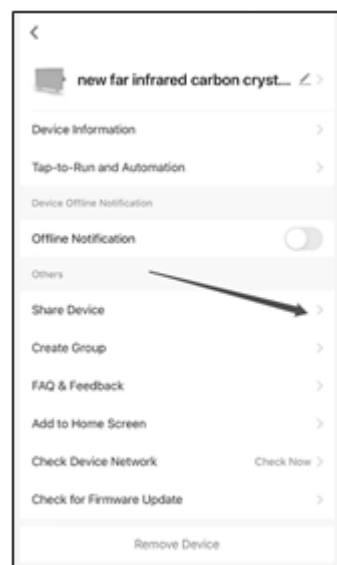 new far infrared carbon cryst...
Device Information
Tap-to-Run and Automation
Device Offline Notification
Offline Notification
Others
Share Device
Create Group
FAQ & Feedback
Add to Home Screen
Check Device Network Check Now
Check for Firmware Update
Remove Device